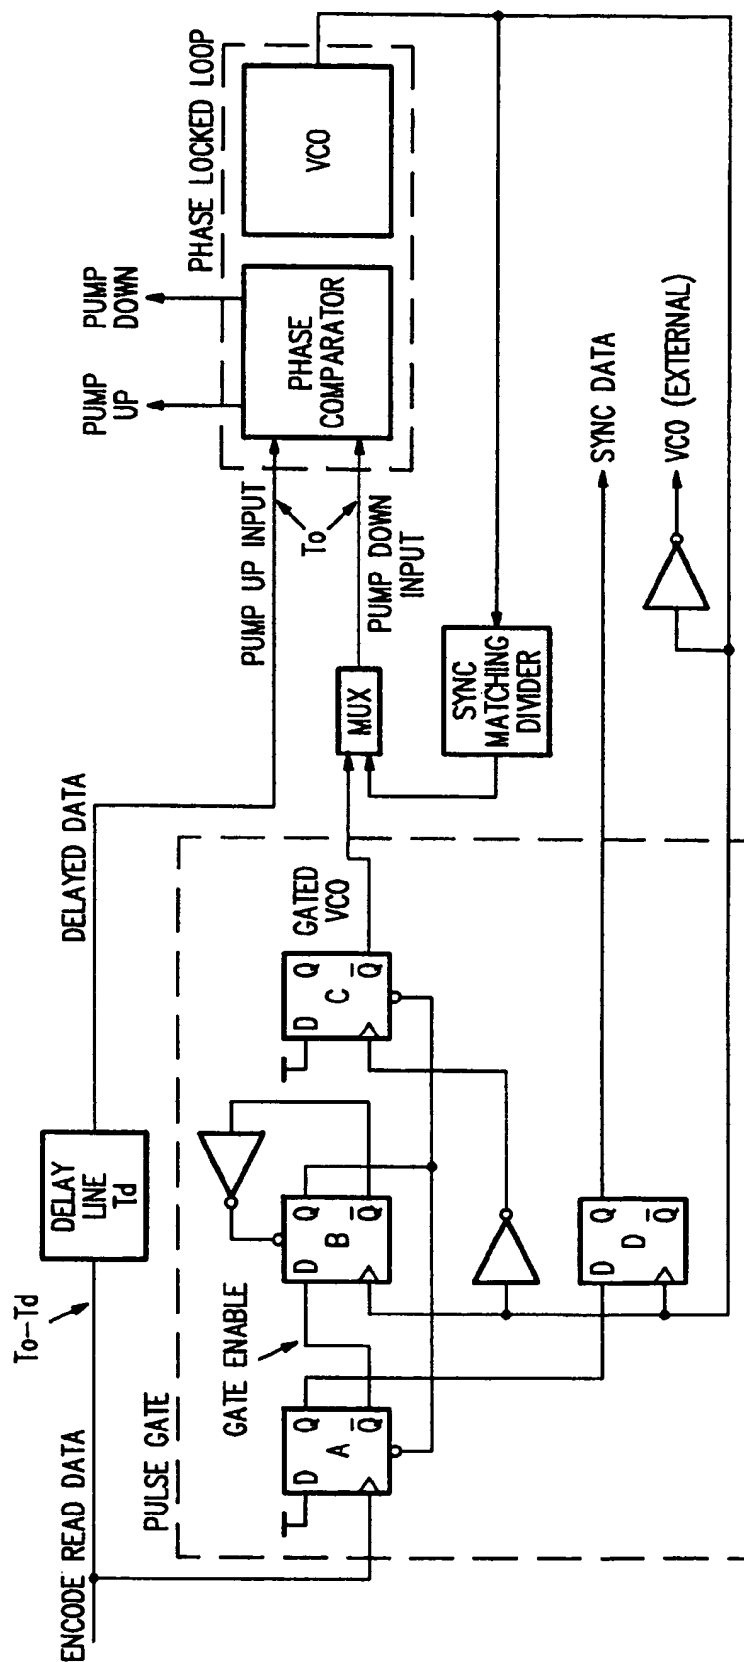 ENCODE READ DATA
To-Td
DELAY
LINE
Td
DELAYED DATA
PULSE GATE
GATE ENABLE
D Q
A
Q
D Q
B
Q
D Q
C
Q
GATED
VCO
D Q
D
Q
MUX
SYNC
MATCHING
DIVIDER
PUMP UP INPUT
To
PUMP DOWN
INPUT
PUMP
UP
PUMP
DOWN
PHASE LOCKED LOOP
PHASE
COMPARATOR
VCO
SYNC DATA
VCO (EXTERNAL)